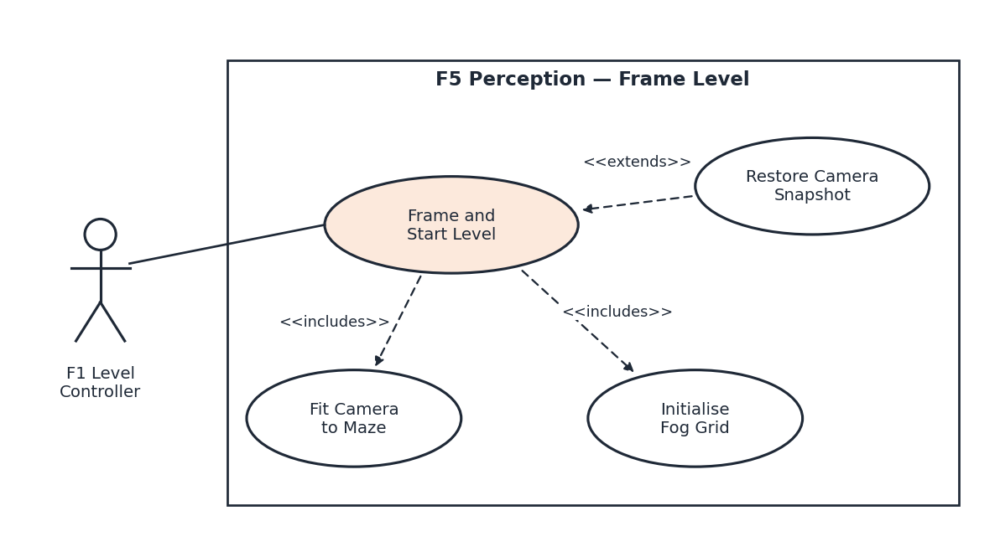 F5 Perception — Frame Level
<<extends>>
Restore Camera
Snapshot
Frame and
Start Level
<<includes>>
<<includes>>
F1 Level
Controller
Fit Camera
to Maze
Initialise
Fog Grid